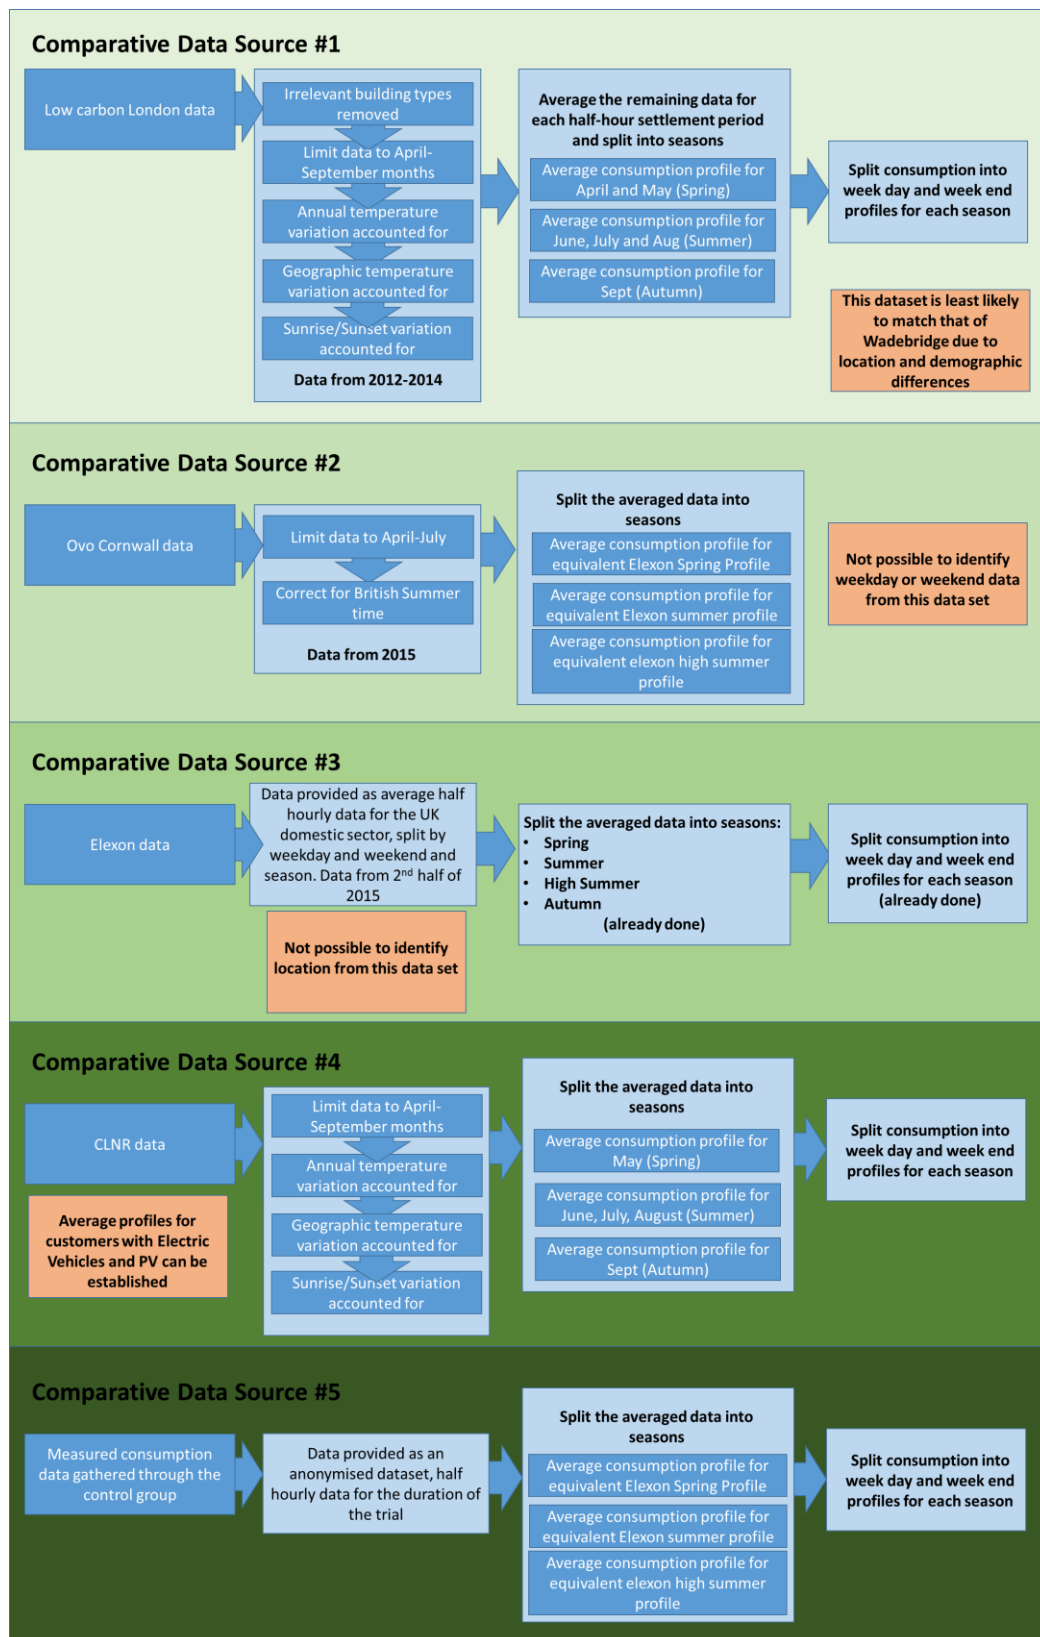 Comparative Data Source #1
Low carbon London data
Irrelevant building types
removed
Limit data to April-
September months
Annual temperature
variation accounted for
Geographic temperature
variation accounted for
Sunrise/Sunset variation
accounted for
Data from 2012-2014
Average the remaining data for
each half-hour settlement period
and split into seasons
Average consumption profile for
April and May (Spring)
Average consumption profile for
June, July and Aug (Summer)
Average consumption profile for
Sept (Autumn)
Split consumption into
week day and week end
profiles for each season
This dataset is least likely
to match that of
Wadebridge due to
location and demographic
differences
Comparative Data Source #2
Ovo Cornwall data
Limit data to April-July
Correct for British Summer
time
Data from 2015
Split the averaged data into
seasons
Average consumption profile for
equivalent Elexon Spring Profile
Average consumption profile for
equivalent Elexon summer profile
Average consumption profile for
equivalent elexon high summer
profile
Not possible to identify
weekday or weekend data
from this data set
Comparative Data Source #3
Elexon data
Data provided as average half
hourly data for the UK
domestic sector, split by
weekday and weekend and
season. Data from 2nd half of
2015
Not possible to identify
location from this data set
Split the averaged data into seasons:
• Spring
• Summer
• High Summer
• Autumn
(already done)
Split consumption into
week day and week end
profiles for each season
(already done)
Comparative Data Source #4
CLNR data
Average profiles for
customers with Electric
Vehicles and PV can be
established
Limit data to April-
September months
Annual temperature
variation accounted for
Geographic temperature
variation accounted for
Sunrise/Sunset variation
accounted for
Split the averaged data into
seasons
Average consumption profile for
May (Spring)
Average consumption profile for
June, July, August (Summer)
Average consumption profile for
Sept (Autumn)
Split consumption into
week day and week end
profiles for each season
Comparative Data Source #5
Measured consumption
data gathered through the
control group
Data provided as an
anonymised dataset, half
hourly data for the duration of
the trial
Split the averaged data into
seasons
Average consumption profile for
equivalent Elexon Spring Profile
Average consumption profile for
equivalent Elexon summer profile
Average consumption profile for
equivalent elexon high summer
profile
Split consumption into
week day and week end
profiles for each season